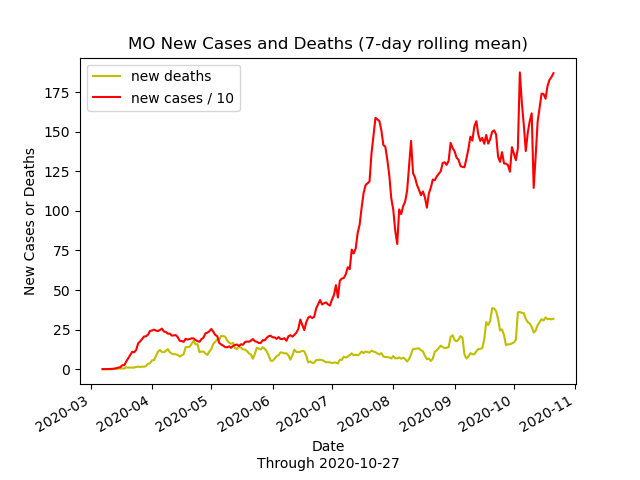 MO New Cases and Deaths (7-day rolling mean)
new deaths
new cases / 10
175
150
125
100
75
50
25
0
New Cases or Deaths
2020-03
2020-04
2020-05
2020-06
2020-07
2020-08
2020-09
2020-10
2020-11
Date
Through 2020-10-27